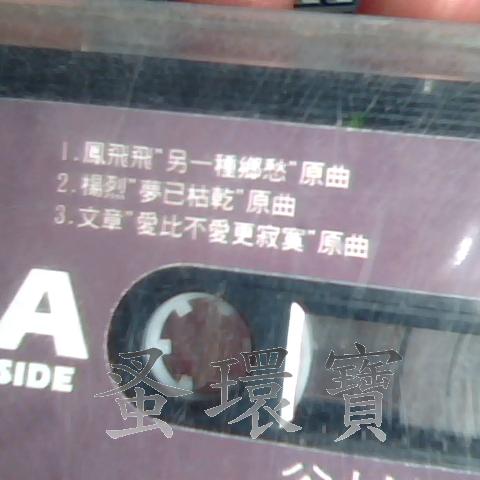 1.鳳飛飛"另一種鄉愁"原曲
2.楊烈"夢已枯乾"原曲
3.文章"愛比不愛更寂寞"原曲
A
SIDE
蚤環寶